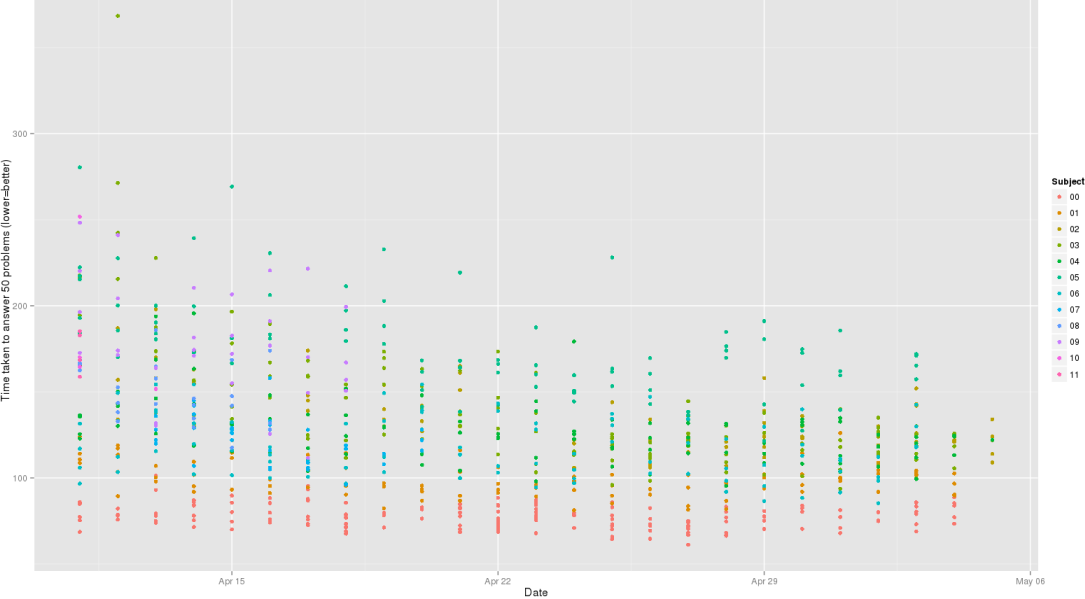 Time taken to answer 50 problems (lower=better)
300
200
100
Apr 15
Apr 22
Apr 29
May 06
Date
Subject
00
01
02
03
04
05
06
07
08
09
10
11